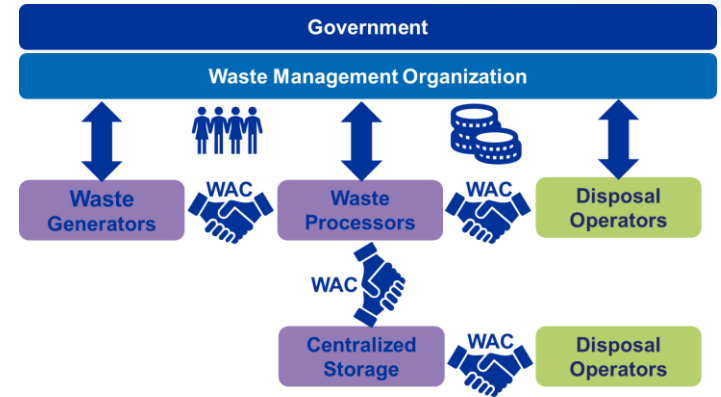 Government
Waste Management Organization
WAC
WAC
Waste
Generators
Waste
Processors
Disposal
Operators
WAC
Centralized
Storage
WAC
Disposal
Operators